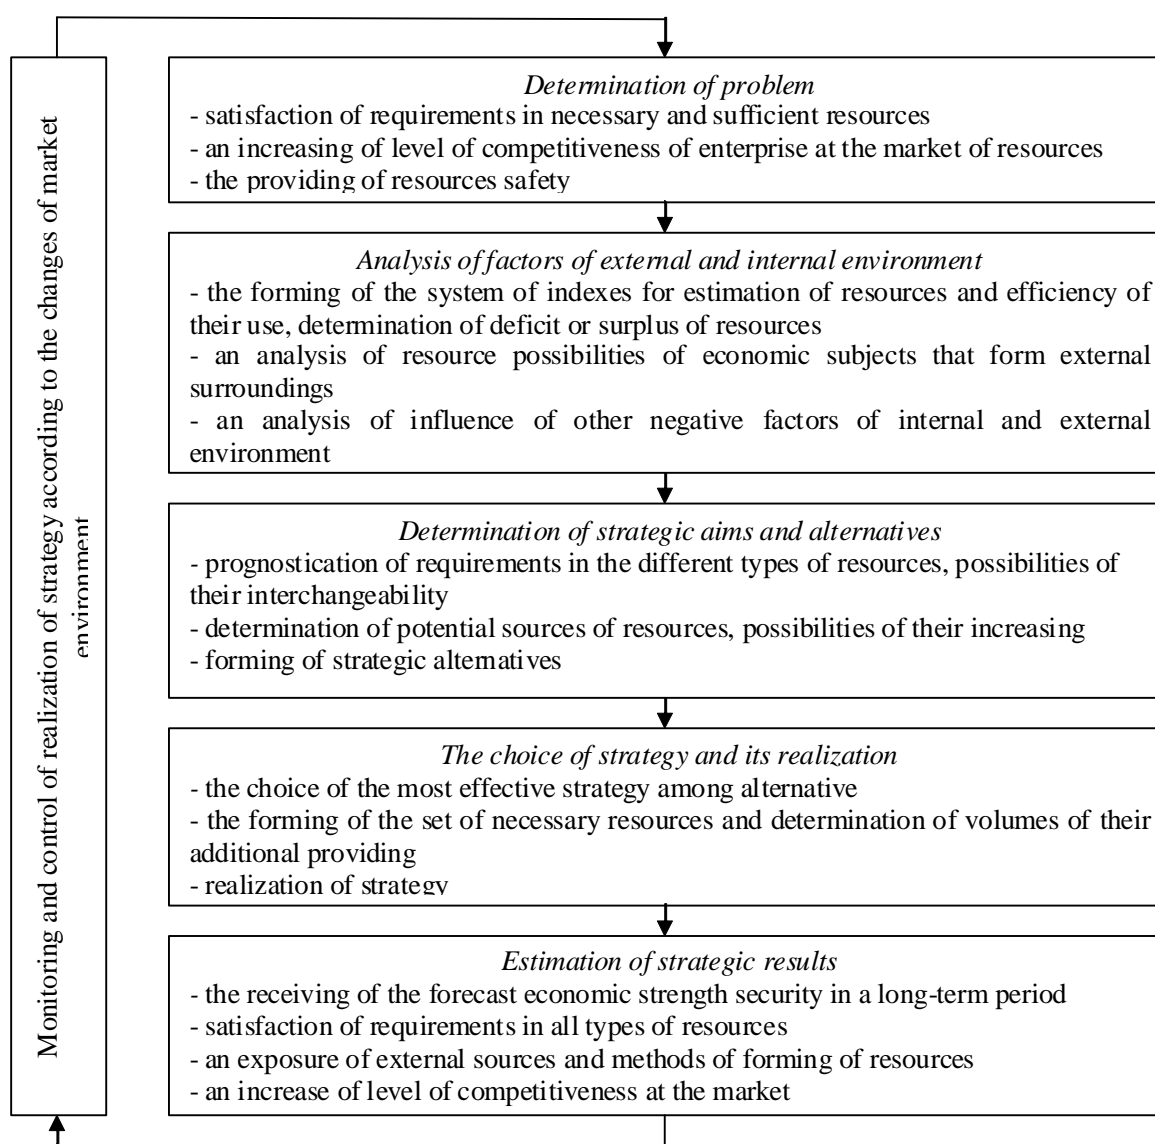 Monitoring and control of realization of strategy according to the changes of market
environment
Determination of problem
- satisfaction of requirements in necessary and sufficient resources
- an increasing of level of competitiveness of enterprise at the market of resources
- the providing of resources safety
Analysis of factors of external and internal environment
- the forming of the system of indexes for estimation of resources and efficiency of
their use, determination of deficit or surplus of resources
- an analysis of resource possibilities of economic subjects that form external
surroundings
- an analysis of influence of other negative factors of internal and external
environment
Determination of strategic aims and alternatives
- prognostication of requirements in the different types of resources, possibilities of
their interchangeability
- determination of potential sources of resources, possibilities of their increasing
- forming of strategic alternatives
The choice of strategy and its realization
- the choice of the most effective strategy among alternative
- the forming of the set of necessary resources and determination of volumes of their
additional providing
- realization of strategy
Estimation of strategic results
- the receiving of the forecast economic strength security in a long-term period
- satisfaction of requirements in all types of resources
- an exposure of external sources and methods of forming of resources
- an increase of level of competitiveness at the market